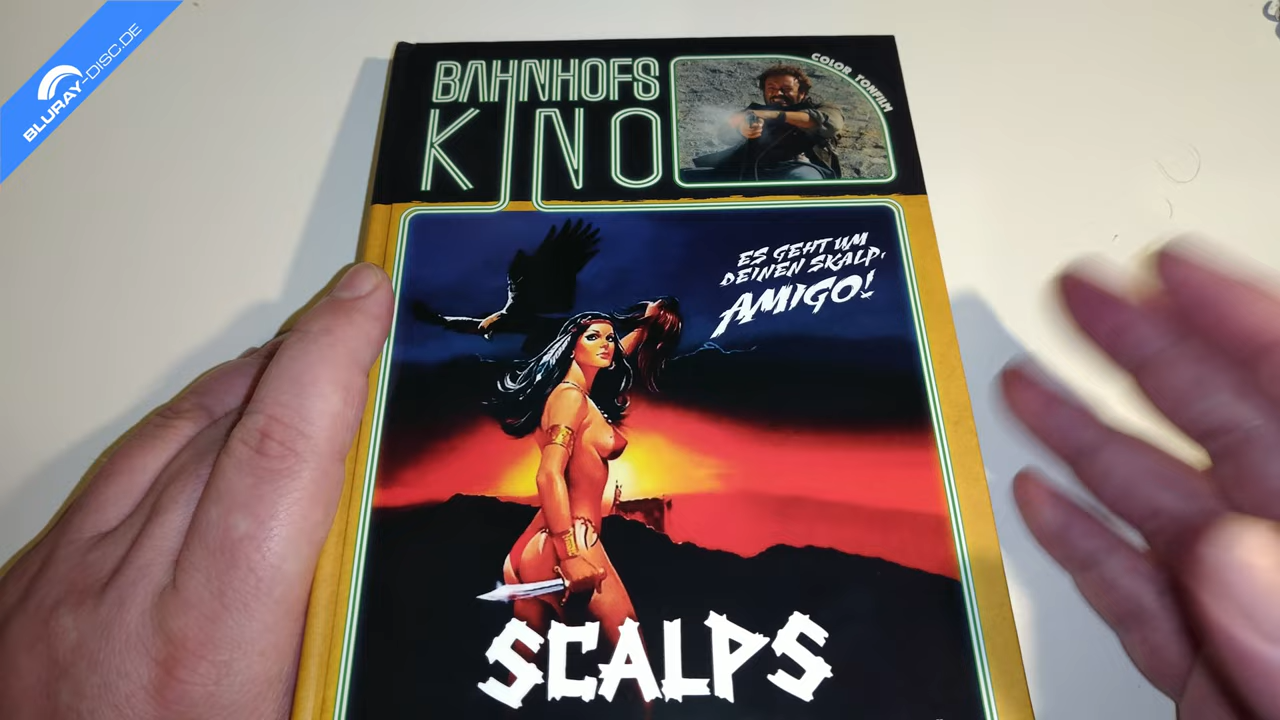 BLURAY-DISC.DE
BAHNHOFS
KINO
COLOR TONFILM
ES GEHT UM
DEINEN SKALP,
AMIGO!
SCALPS